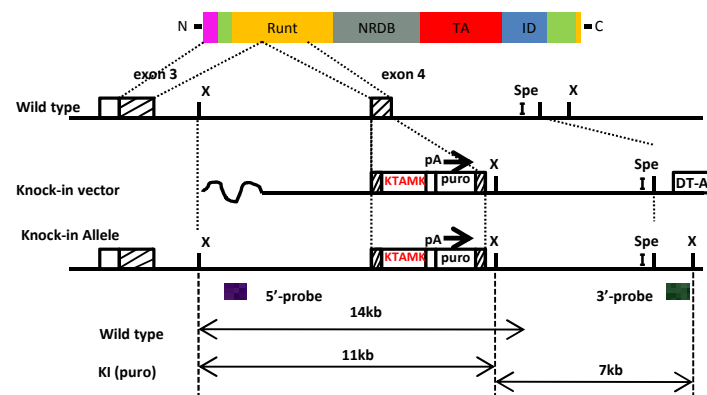 N Runt NRDB TA ID C
exon 3 exon 4
X Spe X
Wild type I
pA X Spe
Knock-in vector KTAMK puro I DT-A
Knock-in Allele X pA X Spe X
KTAMK puro I
5'-probe 3'-probe
14kb
Wild type
11kb
KI (puro) 7kb